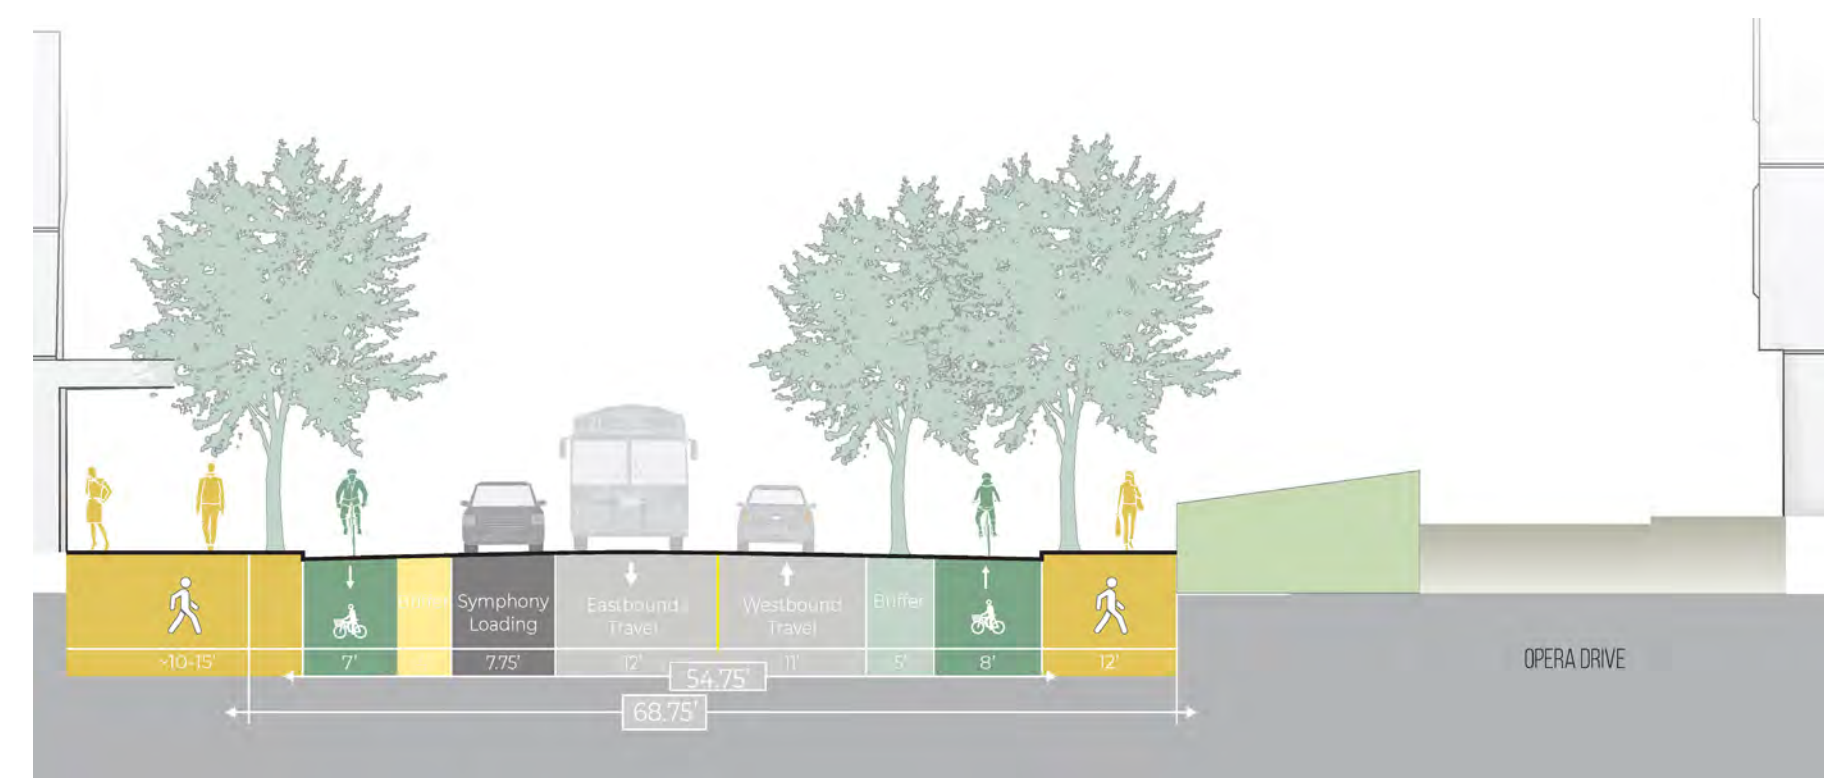 Symphony
Loading
Eastbound
Travel
Westbound
Travel
Buffer
~10-15'
7'
7.75'
12'
11'
5'
8'
12'
54.75'
68.75'
OPERA DRIVE